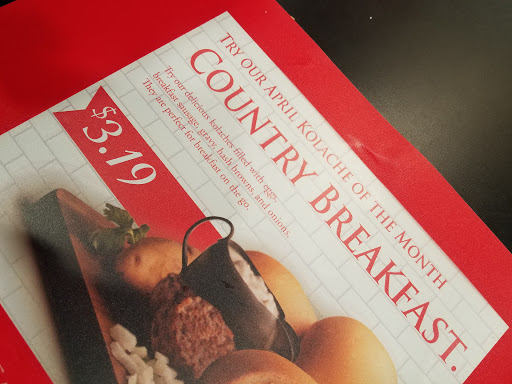 TRY OUR APRIL KOLACHE OF THE MONTH
COUNTRY BREAKFAST.
Try our delicious kolaches filled with eggs,
breakfast sausage, gravy, hash browns, and onions.
They are perfect for breakfast on the go.
$3.19